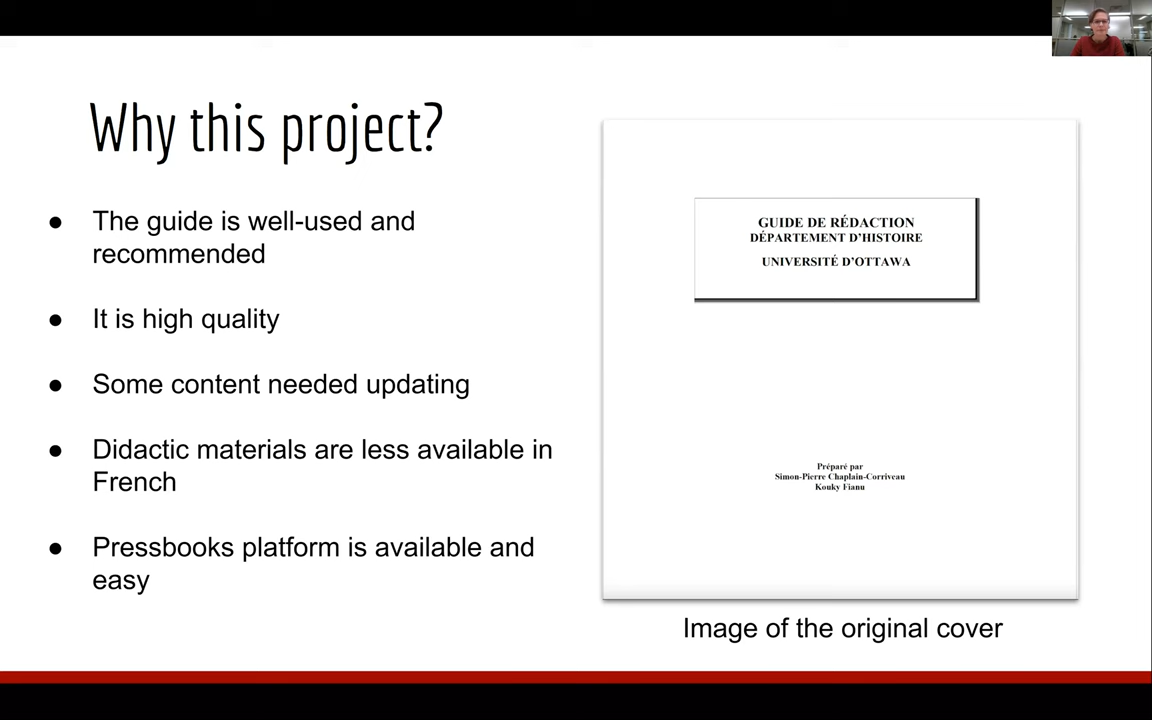 Why this project?
● The guide is well-used and
recommended
● It is high quality
● Some content needed updating
● Didactic materials are less available in
French
● Pressbooks platform is available and
easy
GUIDE DE RÉDACTION
DÉPARTEMENT D'HISTOIRE
UNIVERSITÉ D'OTTAWA
Préparé par
Simon-Pierre Chaplain-Corriveau
Kouky Fianu
Image of the original cover